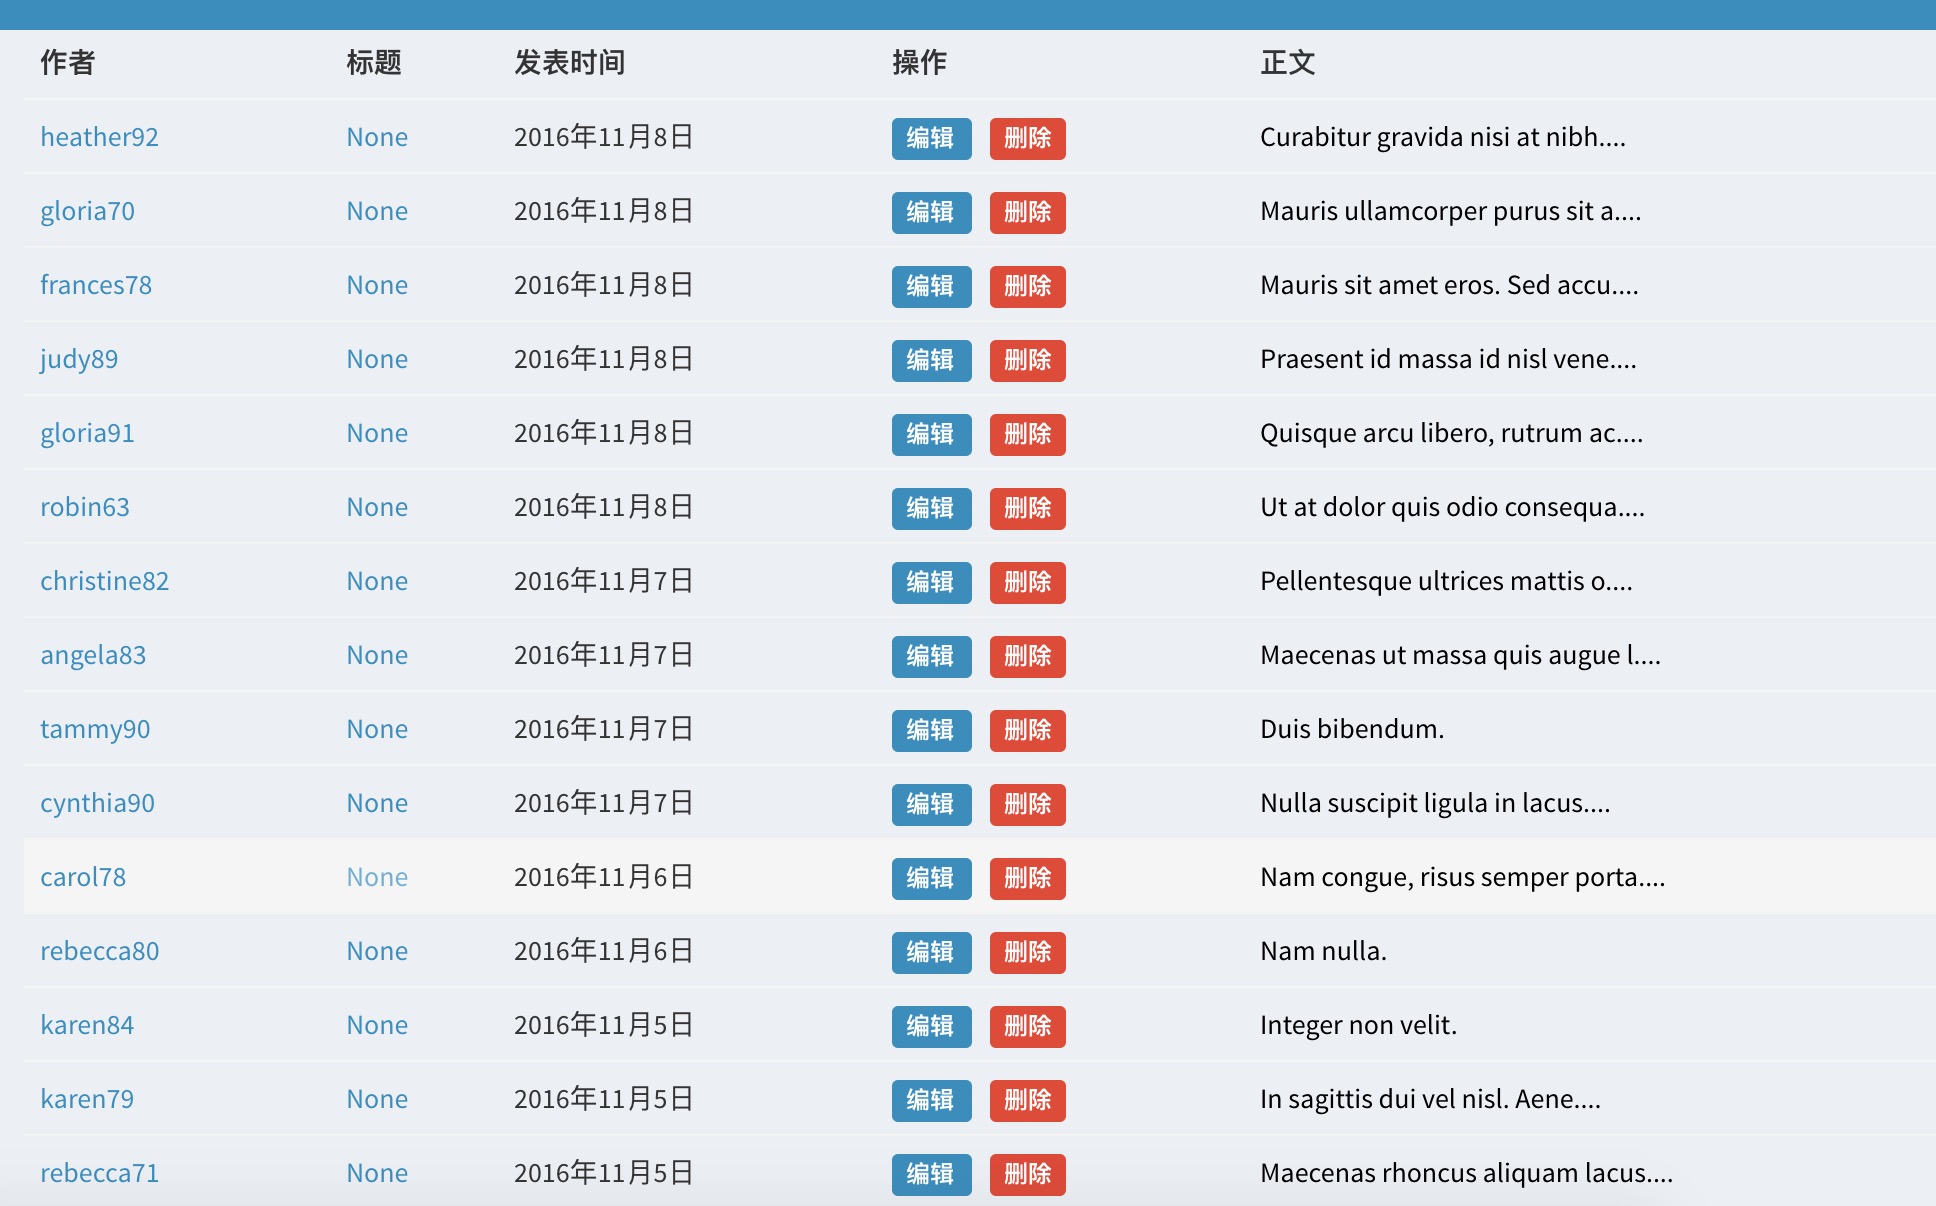 作者 标题 发表时间 操作 正文
heather92 None 2016年11月8日 编辑 删除 Curabitur gravida nisi at nibh....
gloria70 None 2016年11月8日 编辑 删除 Mauris ullamcorper purus sit a....
frances78 None 2016年11月8日 编辑 删除 Mauris sit amet eros. Sed accu....
judy89 None 2016年11月8日 编辑 删除 Praesent id massa id nisl vene....
gloria91 None 2016年11月8日 编辑 删除 Quisque arcu libero, rutrum ac....
robin63 None 2016年11月8日 编辑 删除 Ut at dolor quis odio consequa....
christine82 None 2016年11月7日 编辑 删除 Pellentesque ultrices mattis o....
angela83 None 2016年11月7日 编辑 删除 Maecenas ut massa quis augue l....
tammy90 None 2016年11月7日 编辑 删除 Duis bibendum.
cynthia90 None 2016年11月7日 编辑 删除 Nulla suscipit ligula in lacus....
carol78 None 2016年11月6日 编辑 删除 Nam congue, risus semper porta....
rebecca80 None 2016年11月6日 编辑 删除 Nam nulla.
karen84 None 2016年11月5日 编辑 删除 Integer non velit.
karen79 None 2016年11月5日 编辑 删除 In sagittis dui vel nisl. Aene....
rebecca71 None 2016年11月5日 编辑 删除 Maecenas rhoncus aliquam lacus....